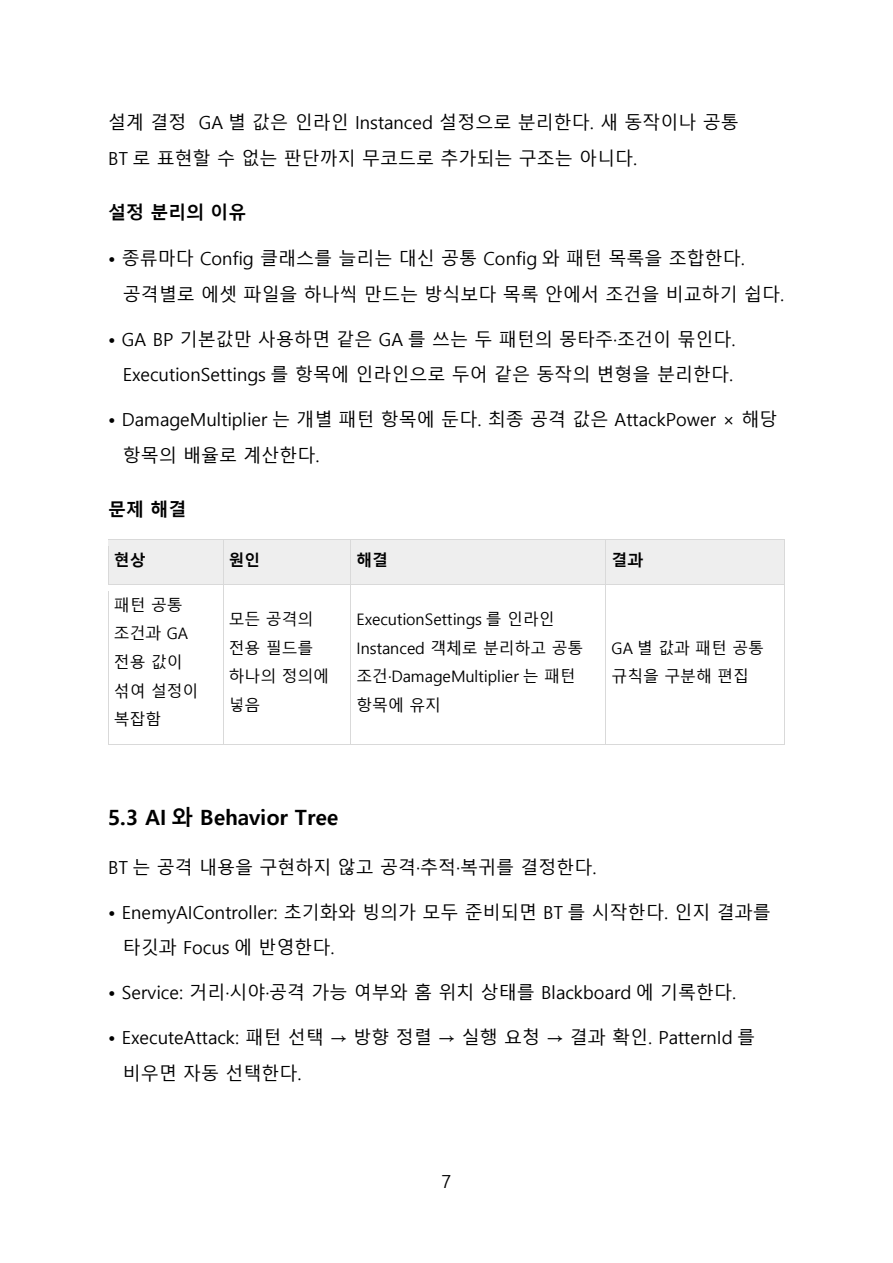 설계 결정  GA 별 값은 인라인 Instanced 설정으로 분리한다. 새 동작이나 공통
BT 로 표현할 수 없는 판단까지 무코드로 추가되는 구조는 아니다.
설정 분리의 이유
• 종류마다 Config 클래스를 늘리는 대신 공통 Config 와 패턴 목록을 조합한다.
공격별로 에셋 파일을 하나씩 만드는 방식보다 목록 안에서 조건을 비교하기 쉽다.
• GA BP 기본값만 사용하면 같은 GA 를 쓰는 두 패턴의 몽타주·조건이 묶인다.
ExecutionSettings 를 항목에 인라인으로 두어 같은 동작의 변형을 분리한다.
• DamageMultiplier 는 개별 패턴 항목에 둔다. 최종 공격 값은 AttackPower × 해당
항목의 배율로 계산한다.
문제 해결
현상 원인 해결 결과
패턴 공통
조건과 GA
전용 값이
섞여 설정이
복잡함
모든 공격의
전용 필드를
하나의 정의에
넣음
ExecutionSettings 를 인라인
Instanced 객체로 분리하고 공통
조건·DamageMultiplier 는 패턴
항목에 유지
GA 별 값과 패턴 공통
규칙을 구분해 편집
5.3 AI 와 Behavior Tree
BT 는 공격 내용을 구현하지 않고 공격·추적·복귀를 결정한다.
• EnemyAIController: 초기화와 빙의가 모두 준비되면 BT 를 시작한다. 인지 결과를
타깃과 Focus 에 반영한다.
• Service: 거리·시야·공격 가능 여부와 홈 위치 상태를 Blackboard 에 기록한다.
• ExecuteAttack: 패턴 선택 → 방향 정렬 → 실행 요청 → 결과 확인. PatternId 를
비우면 자동 선택한다.
7